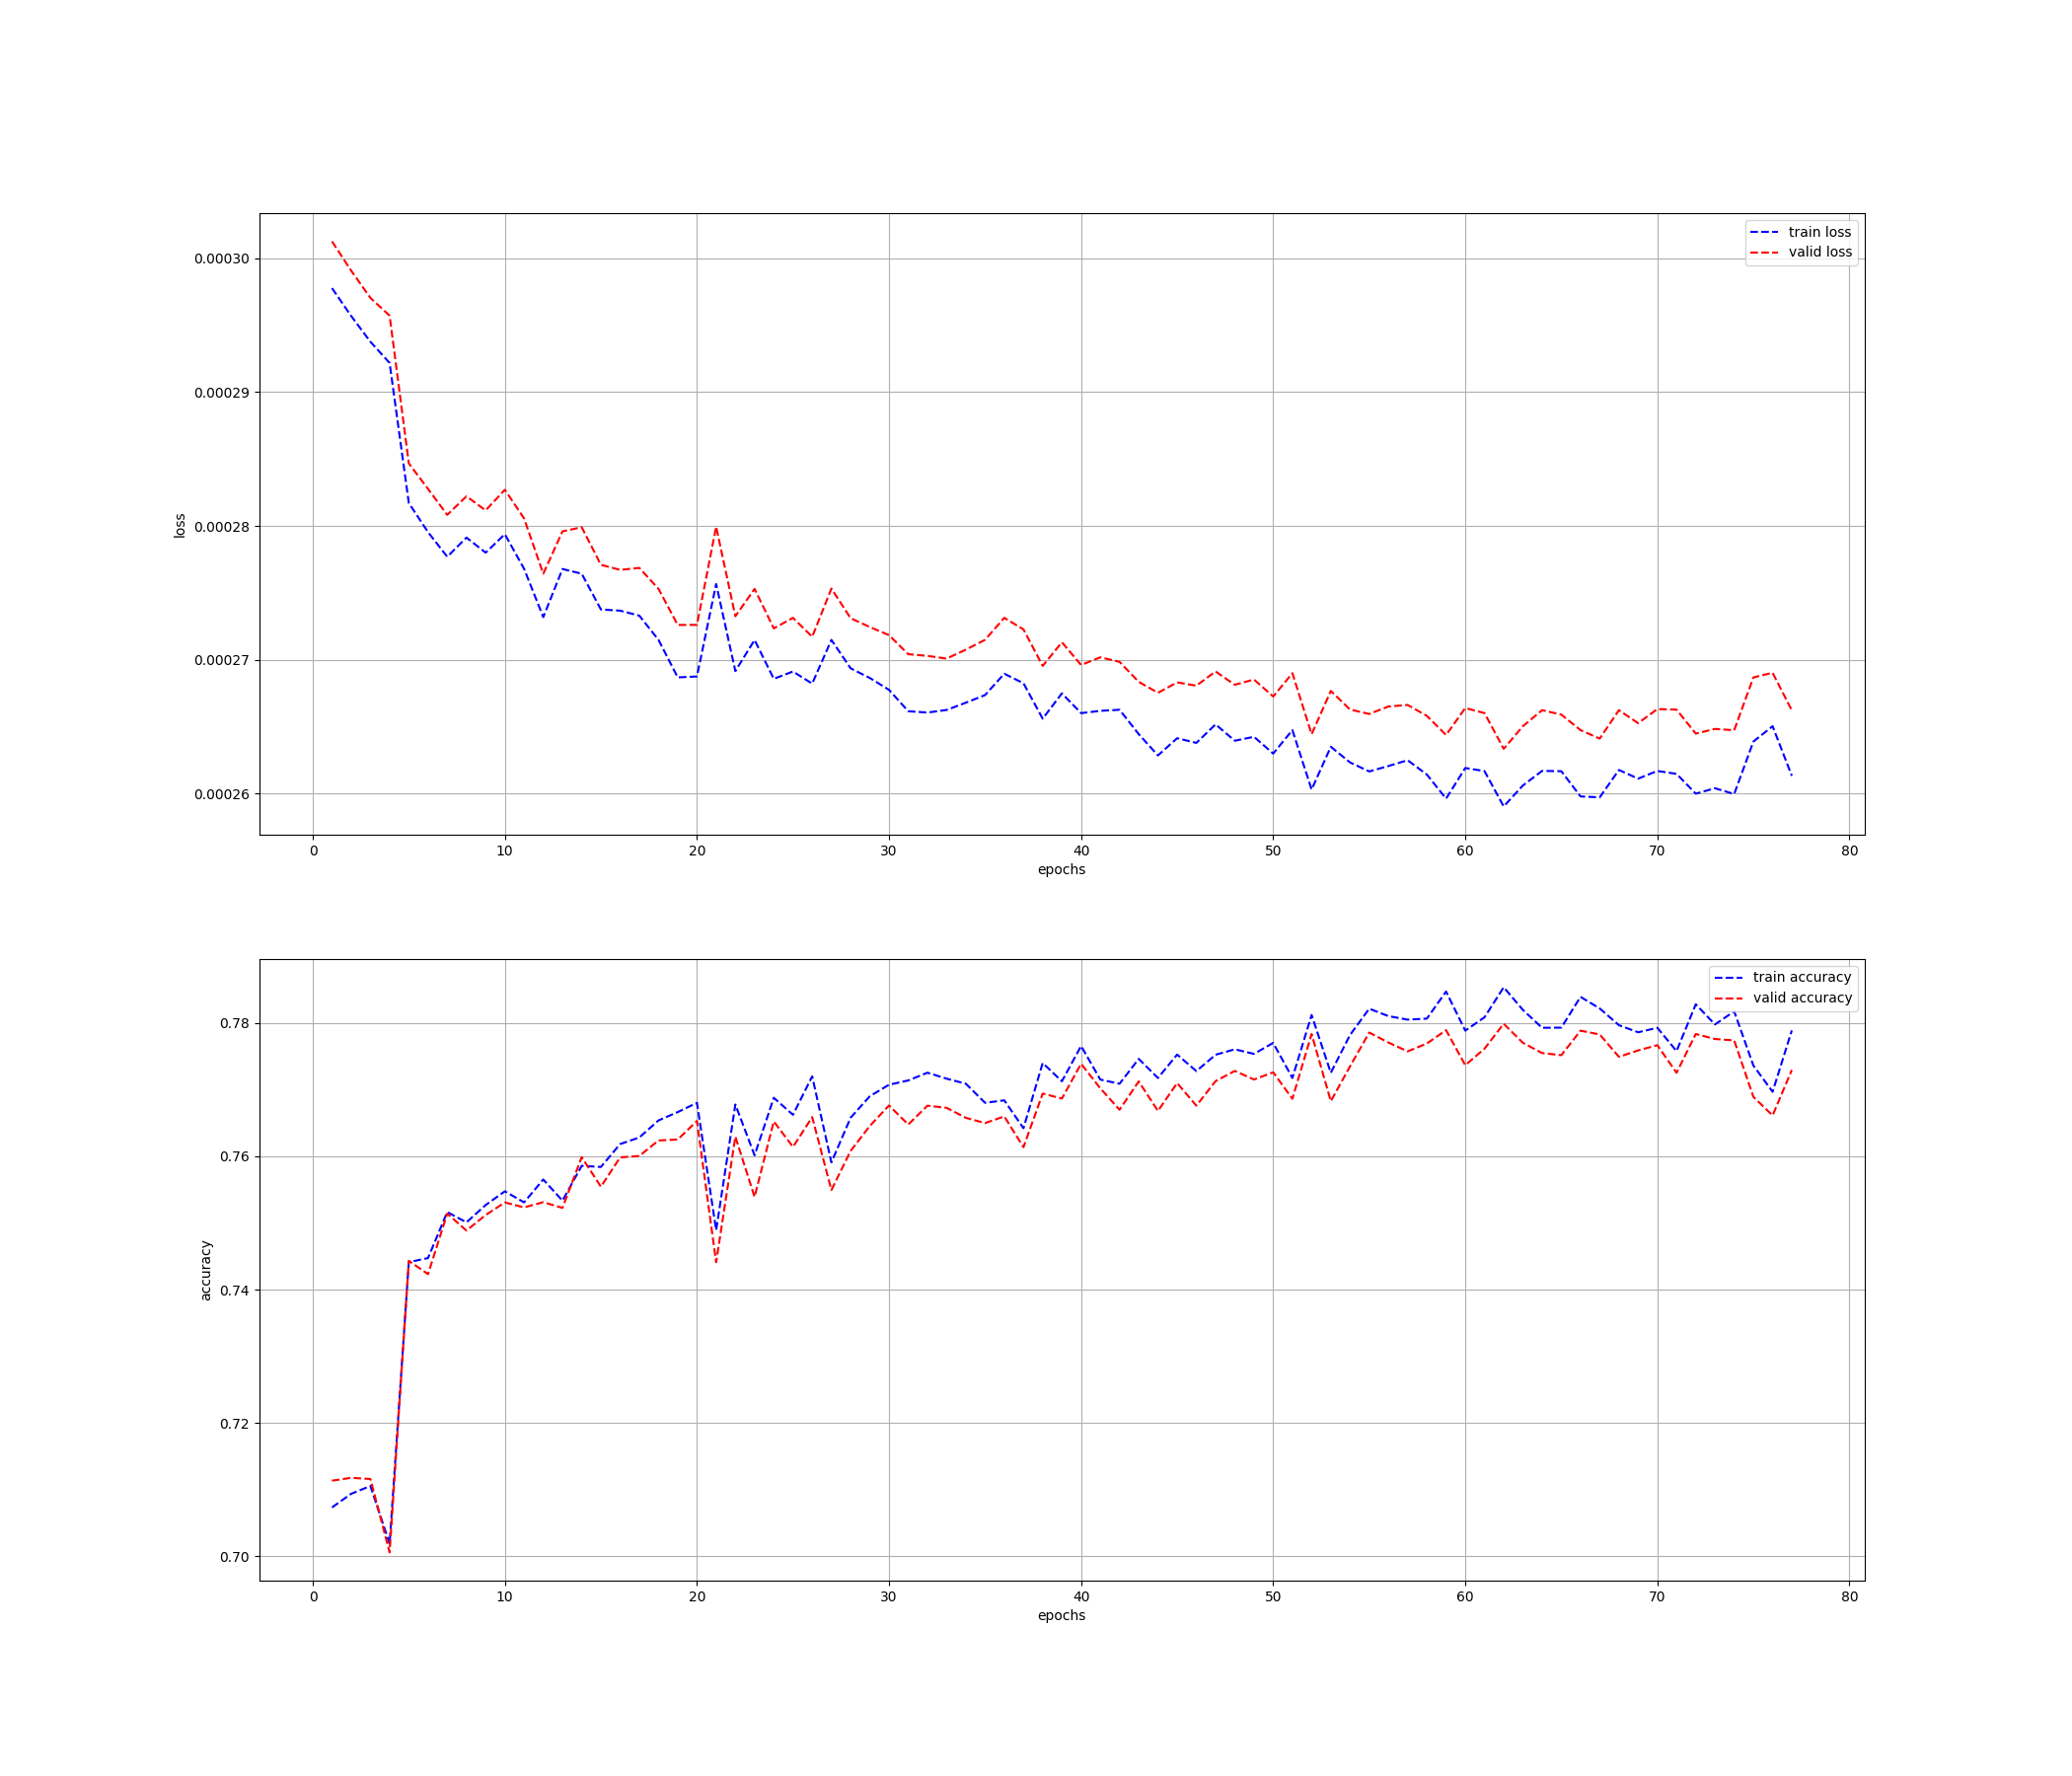 train loss
valid loss
0.00030
0.00029
0.00028
0.00027
0.00026
loss
0 10 20 30 40 50 60 70 80
epochs
train accuracy
valid accuracy
0.78
0.76
0.74
0.72
0.70
accuracy
0 10 20 30 40 50 60 70 80
epochs